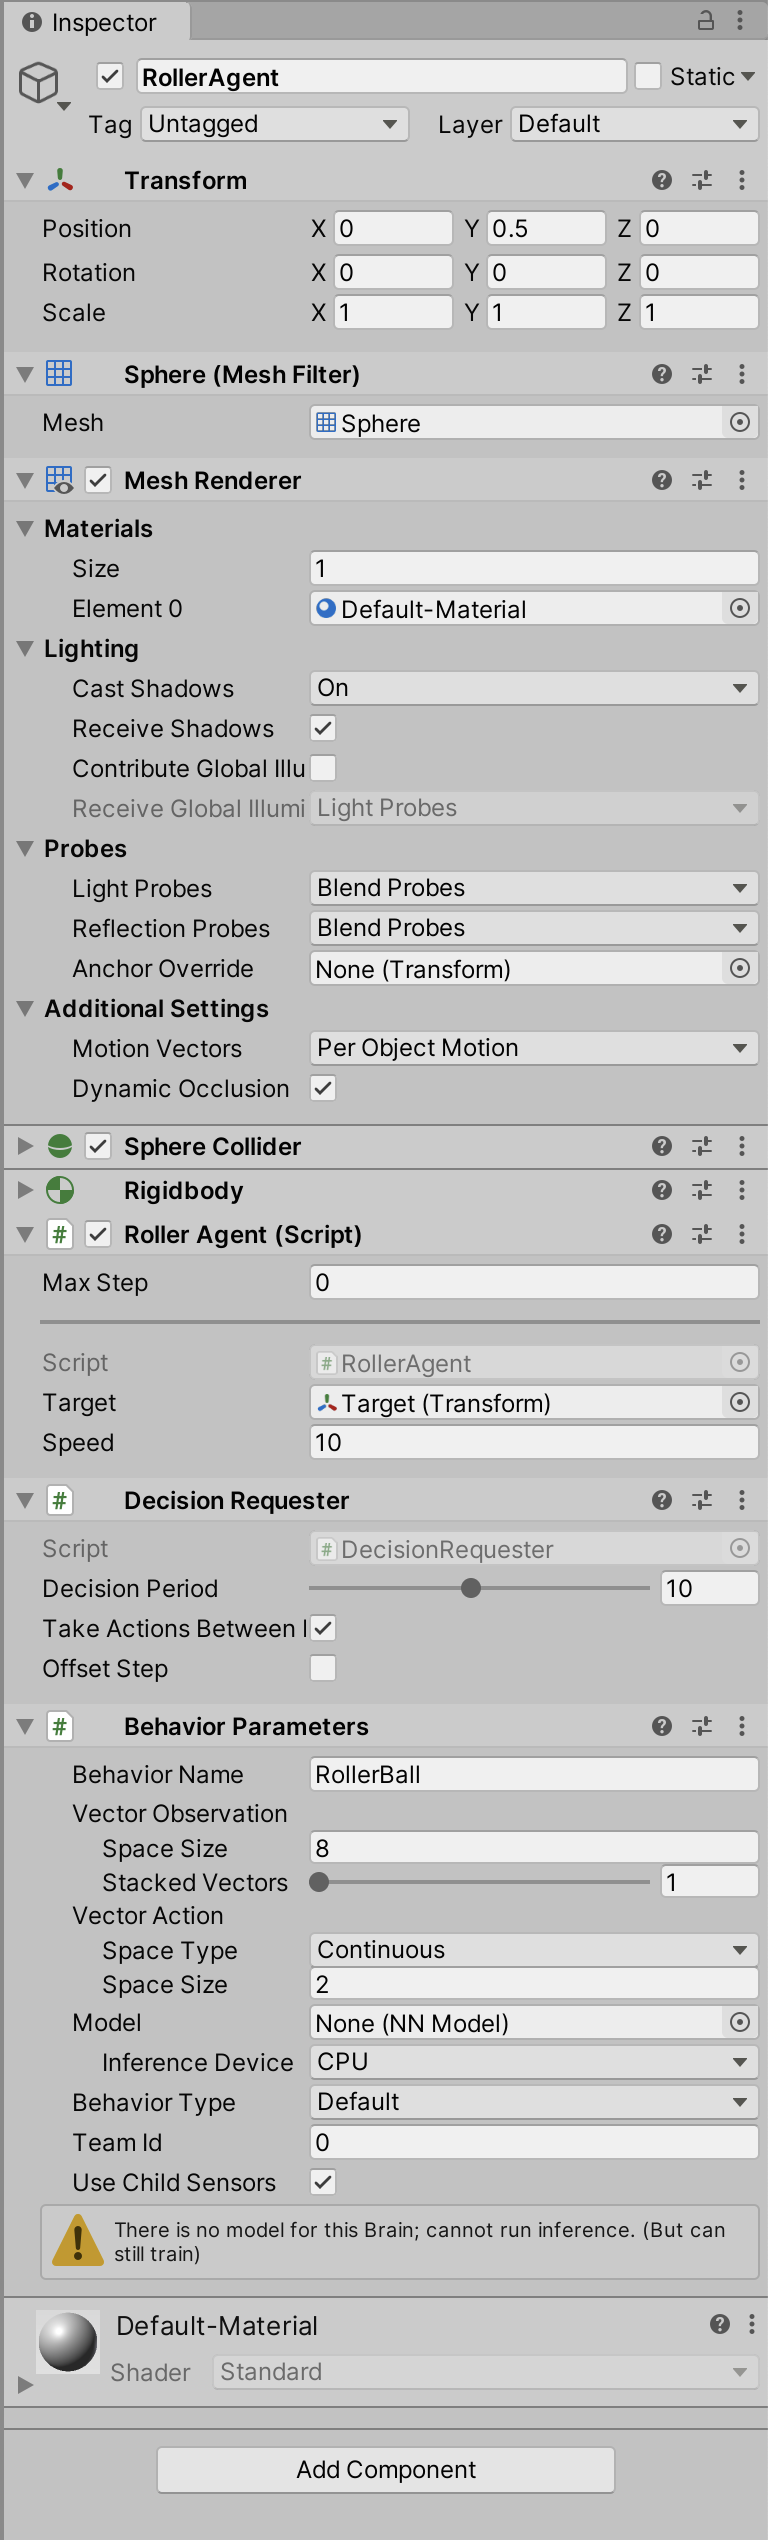 Inspector
RollerAgent Static
Tag Untagged Layer Default
Transform
Position X 0 Y 0.5 Z 0
Rotation X 0 Y 0 Z 0
Scale X 1 Y 1 Z 1
Sphere (Mesh Filter)
Mesh Sphere
Mesh Renderer
Materials
Size 1
Element 0 Default-Material
Lighting
Cast Shadows On
Receive Shadows
Contribute Global Illu
Receive Global Illumi Light Probes
Probes
Light Probes Blend Probes
Reflection Probes Blend Probes
Anchor Override None (Transform)
Additional Settings
Motion Vectors Per Object Motion
Dynamic Occlusion
Sphere Collider
Rigidbody
# Roller Agent (Script)
Max Step 0
Script # RollerAgent
Target Target (Transform)
Speed 10
# Decision Requester
Script # DecisionRequester
Decision Period 10
Take Actions Between
Offset Step
# Behavior Parameters
Behavior Name RollerBall
Vector Observation
Space Size 8
Stacked Vectors 1
Vector Action
Space Type Continuous
Space Size 2
Model None (NN Model)
Inference Device CPU
Behavior Type Default
Team Id 0
Use Child Sensors
There is no model for this Brain; cannot run inference. (But can
still train)
Default-Material
Shader Standard
Add Component